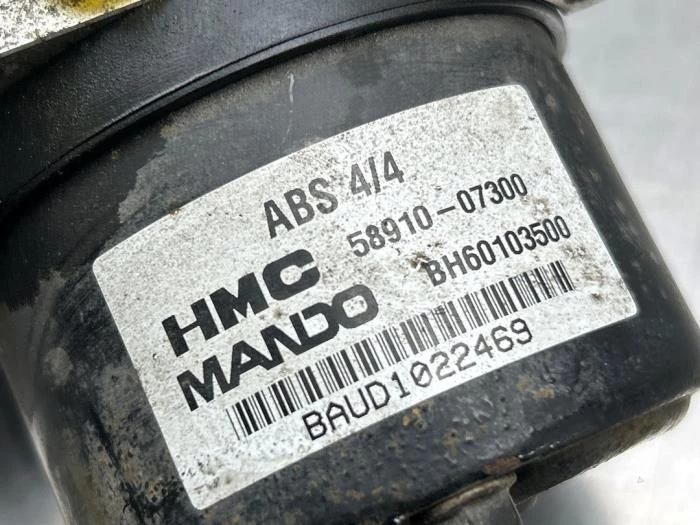 ABS 4/4
HMC 58910-07300
MANDO BH60103500
BAUD1022469